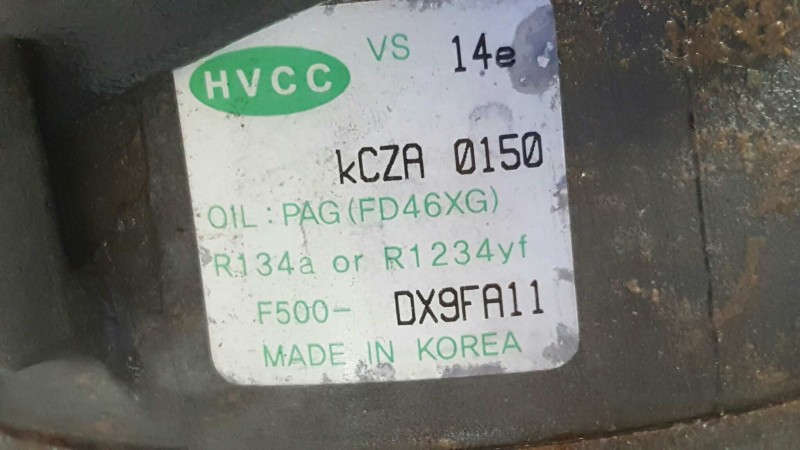 HVCC VS 14e
kCZA 0150
OIL : PAG(FD46XG)
R134a or R1234yf
F500- DX9FA11
MADE IN KOREA